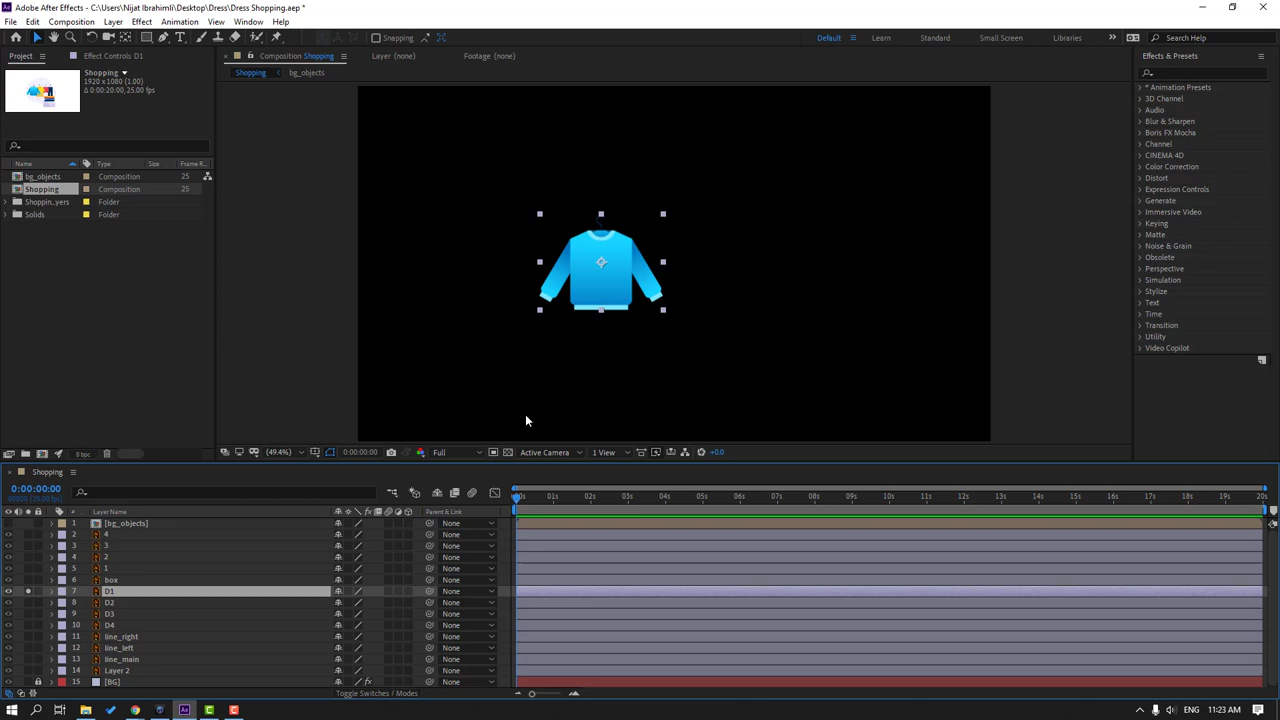 Adobe After Effects - C:\Users\Nijat Ibrahimli\Desktop\Dress\Dress Shopping.aep *
File Edit Composition Layer Effect Animation View Window Help
Snapping Default Learn Standard Small Screen Libraries Search Help
Project Effect Controls D1 Composition Shopping Layer (none) Footage (none) Effects & Presets
Shopping
1920 x 1080 (1.00)
Δ 0:00:20:00, 25.00 fps
Shopping bg_objects
Name Type Size Frame R...
bg_objects Composition 25
Shopping Composition 25
Shoppin...yers Folder
Solids Folder
* Animation Presets
3D Channel
Audio
Blur & Sharpen
Boris FX Mocha
Channel
CINEMA 4D
Color Correction
Distort
Expression Controls
Generate
Immersive Video
Keying
Matte
Noise & Grain
Obsolete
Perspective
Simulation
Stylize
Text
Time
Transition
Utility
Video Copilot
8 bpc (49.4%) 0:00:00:00 Full Active Camera 1 View +0.0
Shopping
0:00:00:00
00000 (25.00 fps)
00s 01s 02s 03s 04s 05s 06s 07s 08s 09s 10s 11s 12s 13s 14s 15s 16s 17s 18s 19s 20s
# Layer Name Parent & Link
1 [bg_objects] None
2 4 None
3 3 None
4 2 None
5 1 None
6 box None
7 D1 None
8 D2 None
9 D3 None
10 D4 None
11 line_right None
12 line_left None
13 line_main None
14 Layer 2 None
15 [BG] None
Toggle Switches / Modes
11:23 AM